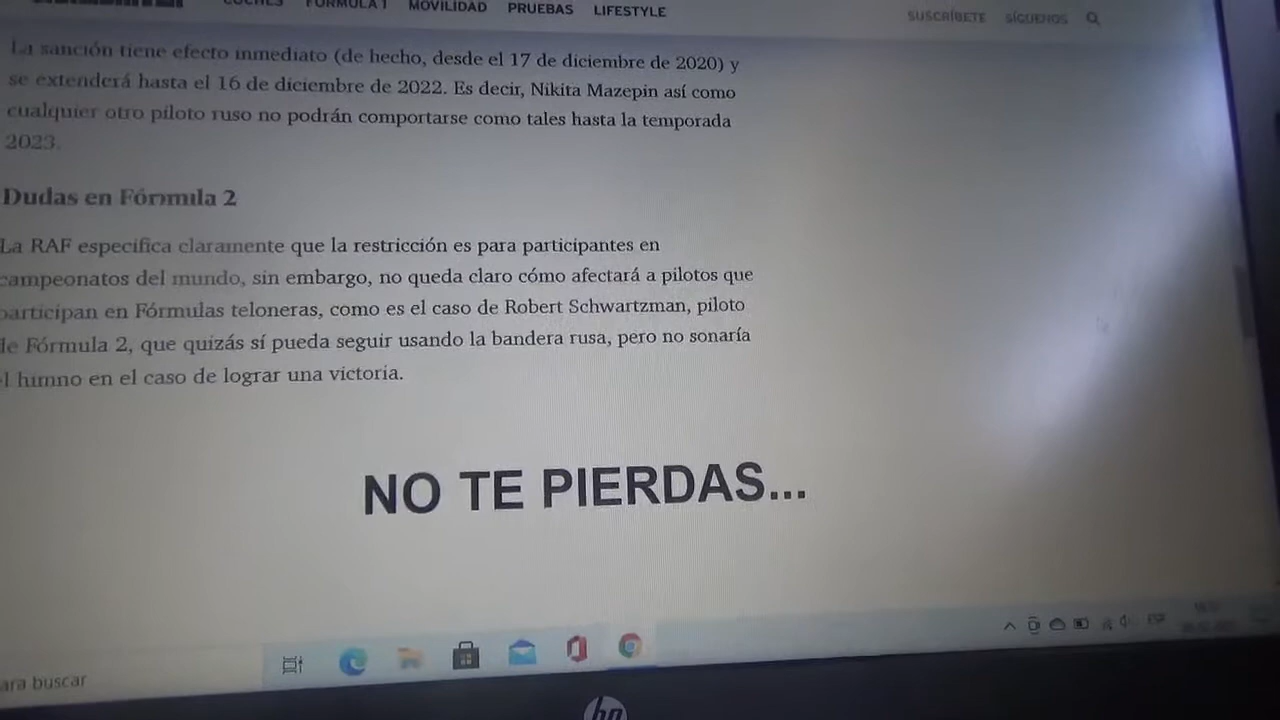 COCHES FÓRMULA 1 MOVILIDAD PRUEBAS LIFESTYLE SUSCRÍBETE SÍGUENOS
La sanción tiene efecto inmediato (de hecho, desde el 17 de diciembre de 2020) y
se extenderá hasta el 16 de diciembre de 2022. Es decir, Nikita Mazepin así como
cualquier otro piloto ruso no podrán comportarse como tales hasta la temporada
2023.
Dudas en Fórmula 2
La RAF especifica claramente que la restricción es para participantes en
campeonatos del mundo, sin embargo, no queda claro cómo afectará a pilotos que
participan en Fórmulas teloneras, como es el caso de Robert Schwartzman, piloto
de Fórmula 2, que quizás sí pueda seguir usando la bandera rusa, pero no sonaría
el himno en el caso de lograr una victoria.
NO TE PIERDAS...
ara buscar
ESP
hp